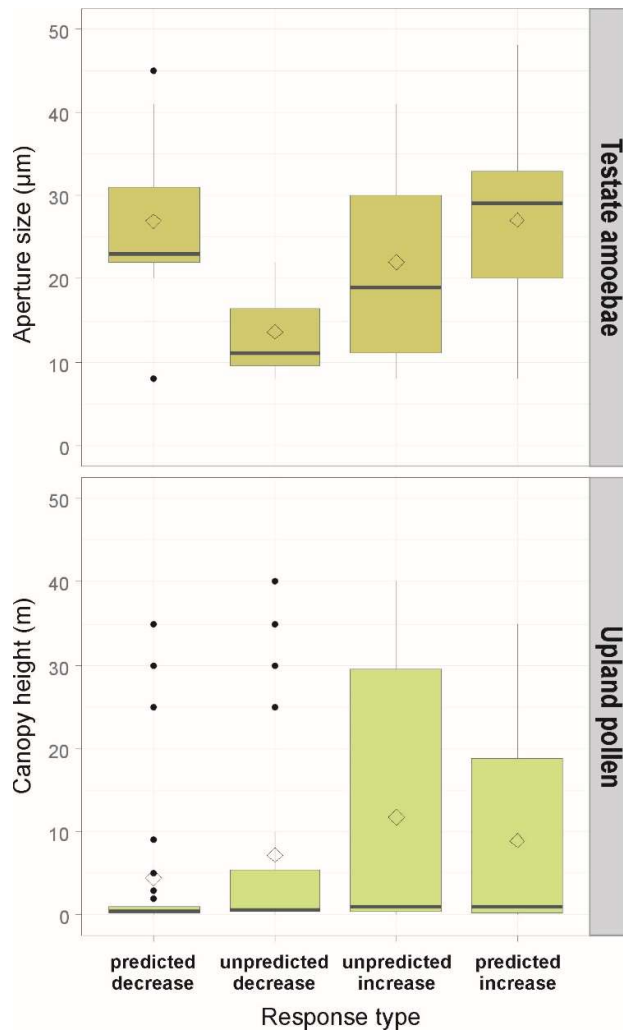 50
40
30
20
10
0
Aperture size (µm)
Testate amoebae
50
40
30
20
10
0
Canopy height (m)
Upland pollen
predicted decrease
unpredicted decrease
unpredicted increase
predicted increase
Response type